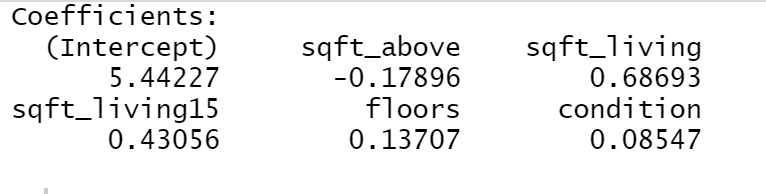 Coefficients:
(Intercept) sqft_above sqft_living
5.44227 -0.17896 0.68693
sqft_living15 floors condition
0.43056 0.13707 0.08547